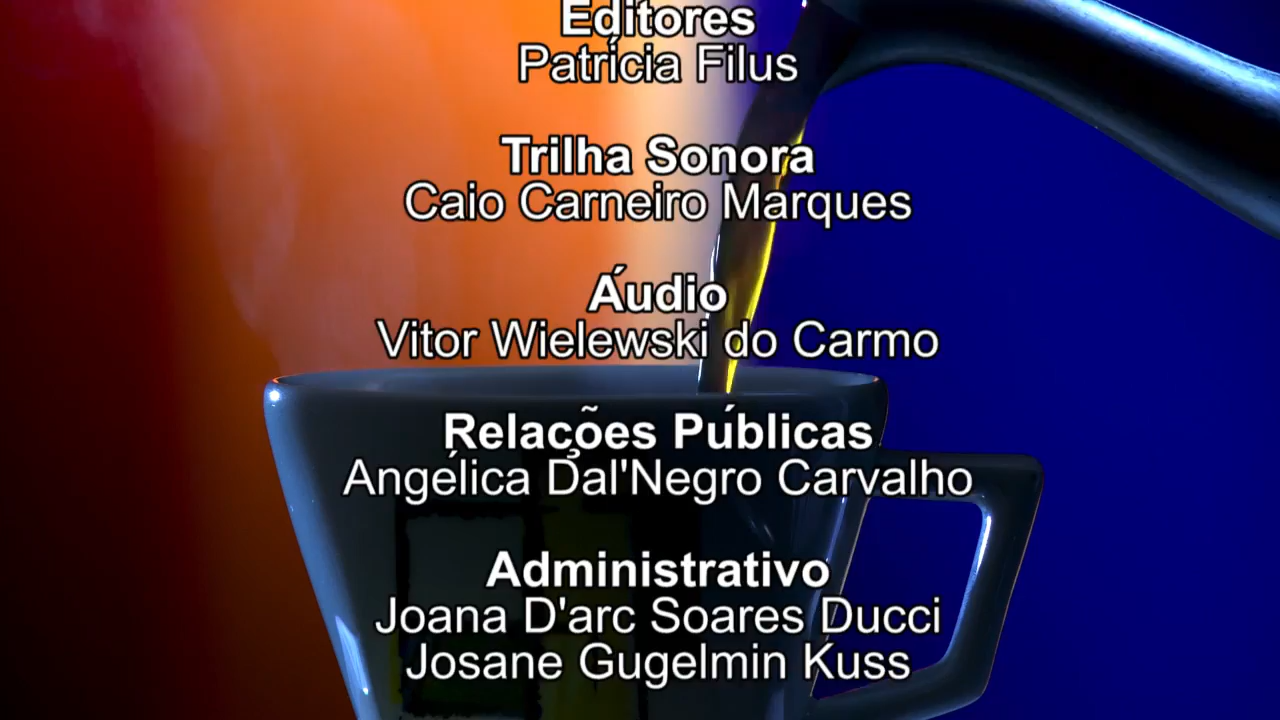 Editores
Patrícia Filus
Trilha Sonora
Caio Carneiro Marques
Áudio
Vitor Wielewski do Carmo
Relações Públicas
Angélica Dal'Negro Carvalho
Administrativo
Joana D'arc Soares Ducci
Josane Gugelmin Kuss